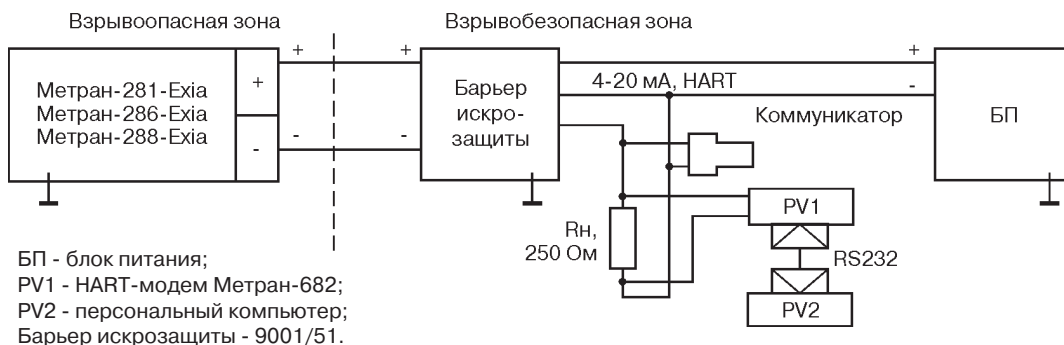 Взрывоопасная зона
Взрывобезопасная зона
+ + +
Метран-281-Exia
Метран-286-Exia
Метран-288-Exia
+
-
- -
Барьер
искро-
защиты
4-20 мА, HART
-
Коммуникатор
БП
Rн,
250 Ом
PV1
RS232
PV2
БП - блок питания;
PV1 - HART-модем Метран-682;
PV2 - персональный компьютер;
Барьер искрозащиты - 9001/51.